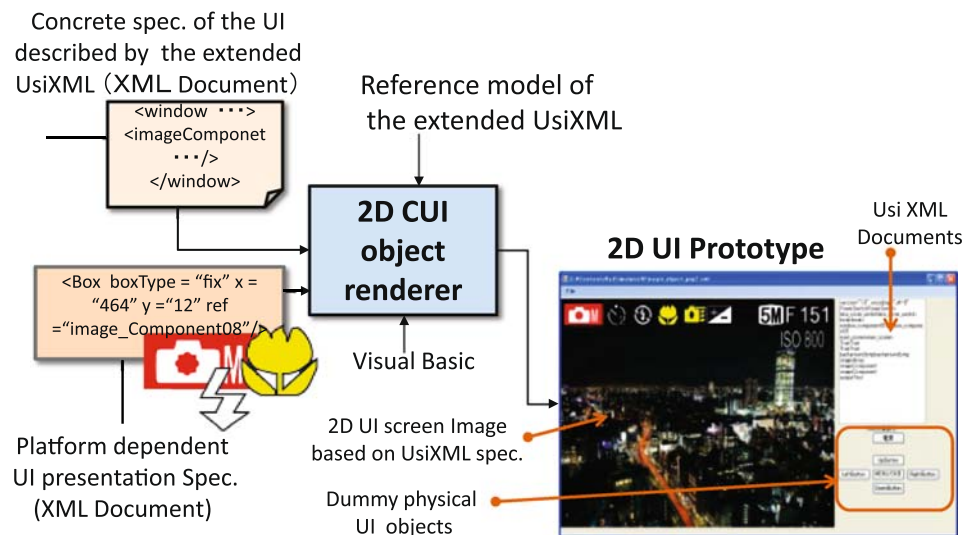 Concrete spec. of the UI
described by the extended
UsiXML (XML Document)
<window ･･･>
<imageComponet
･･･/>
</window>
Reference model of
the extended UsiXML
2D CUI
object
renderer
<Box boxType = “fix” x =
“464” y =“12” ref
=“image_Component08”/>
M
Visual Basic
Platform dependent
UI presentation Spec.
(XML Document)
2D UI Prototype
Usi XML
Documents
File
M
5M F 151
ISO 800
2D UI screen Image
based on UsiXML spec.
Dummy physical
UI objects